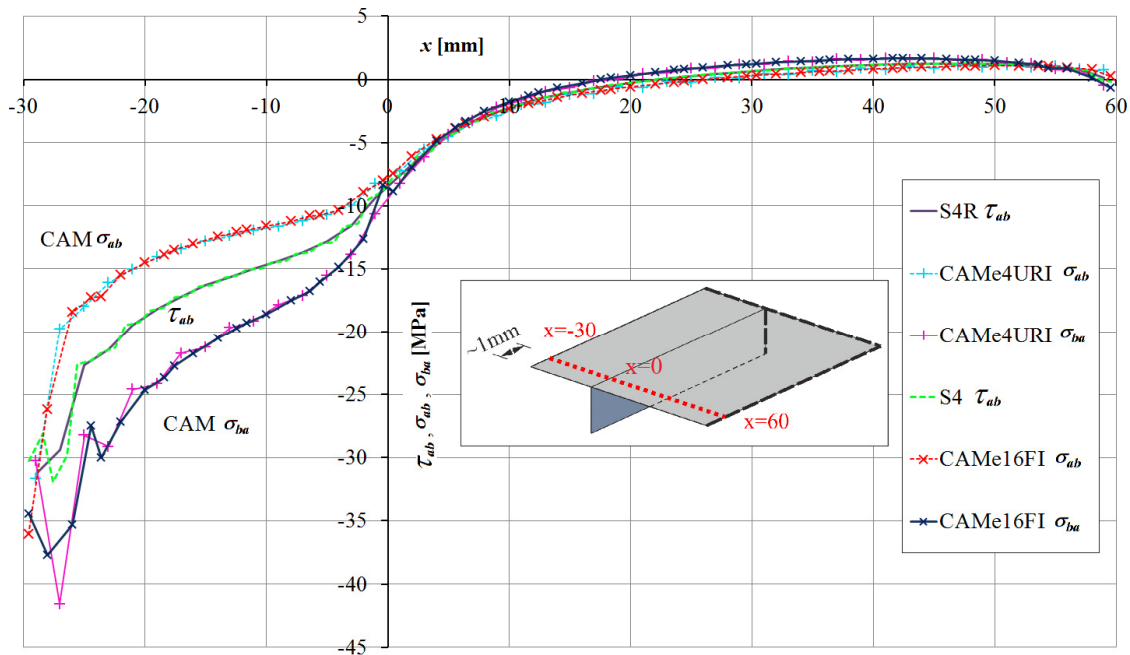 5
x [mm]
0
-30
-20
-10
0
10
20
30
40
50
60
-5
-10
-15
-20
-25
-30
-35
-40
-45
CAM σab
τab
CAM σba
τab , σab , σba [MPa]
~1mm
x=-30
x=0
x=60
S4R τab
CAMe4URI σab
CAMe4URI σba
S4 τab
CAMe16FI σab
CAMe16FI σba